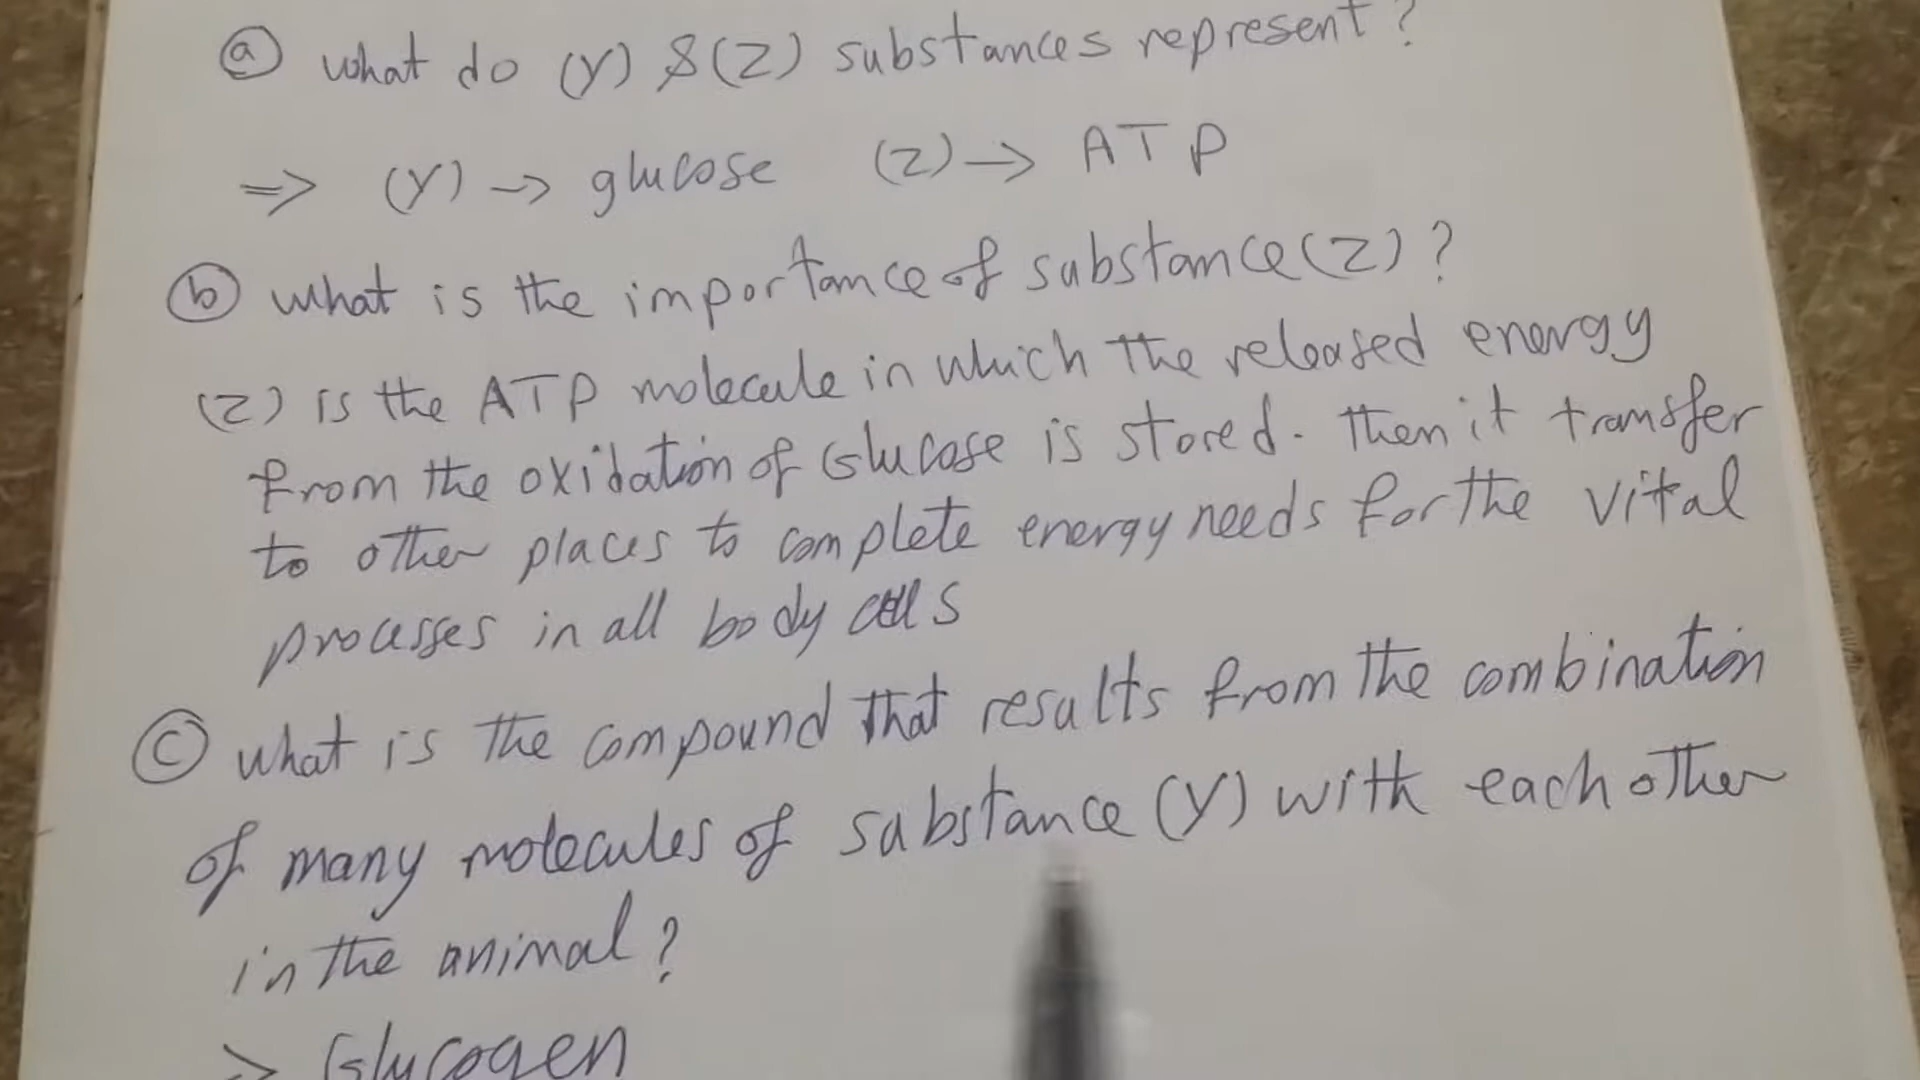 (a) what do (Y) & (Z) substances represent?
=> (Y) -> glucose (Z) -> ATP
(b) what is the importance of substance (Z)?
(Z) is the ATP molecule in which the released energy
from the oxidation of Glucose is stored. Then it transfer
to other places to complete energy needs for the vital
processes in all body cells
(c) what is the compound that results from the combination
of many molecules of substance (Y) with each other
in the animal?
> Glycogen